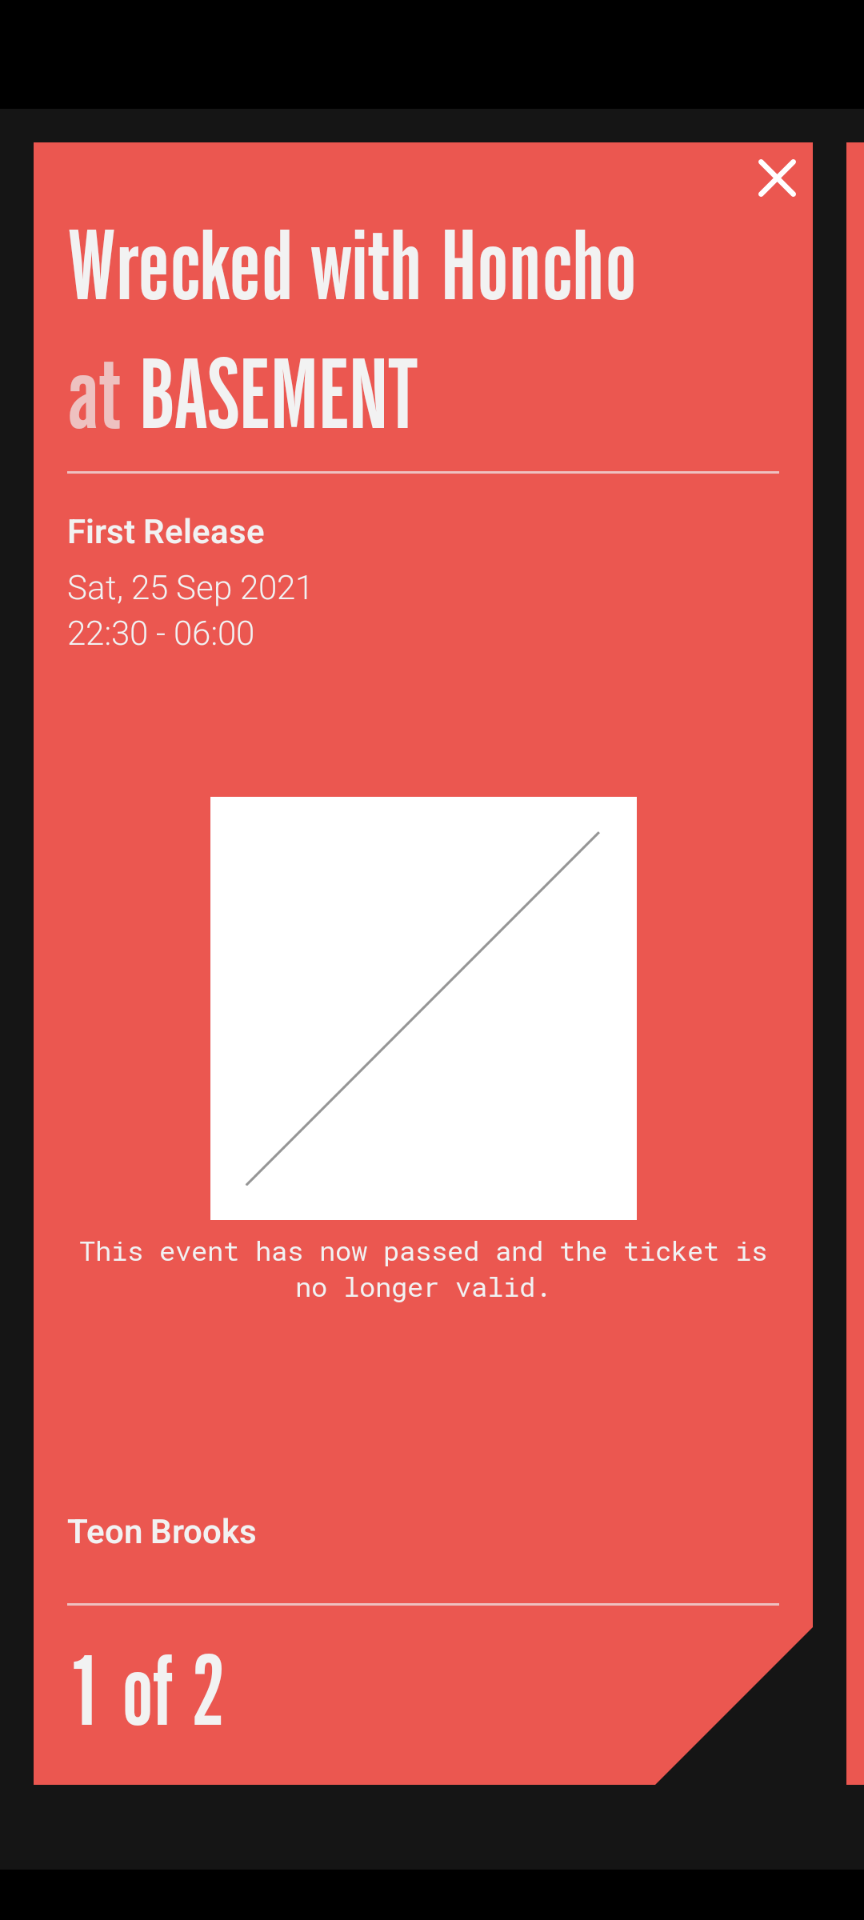 Wrecked with Honcho
at BASEMENT
First Release
Sat, 25 Sep 2021
22:30 - 06:00
This event has now passed and the ticket is
no longer valid.
Teon Brooks
1 of 2